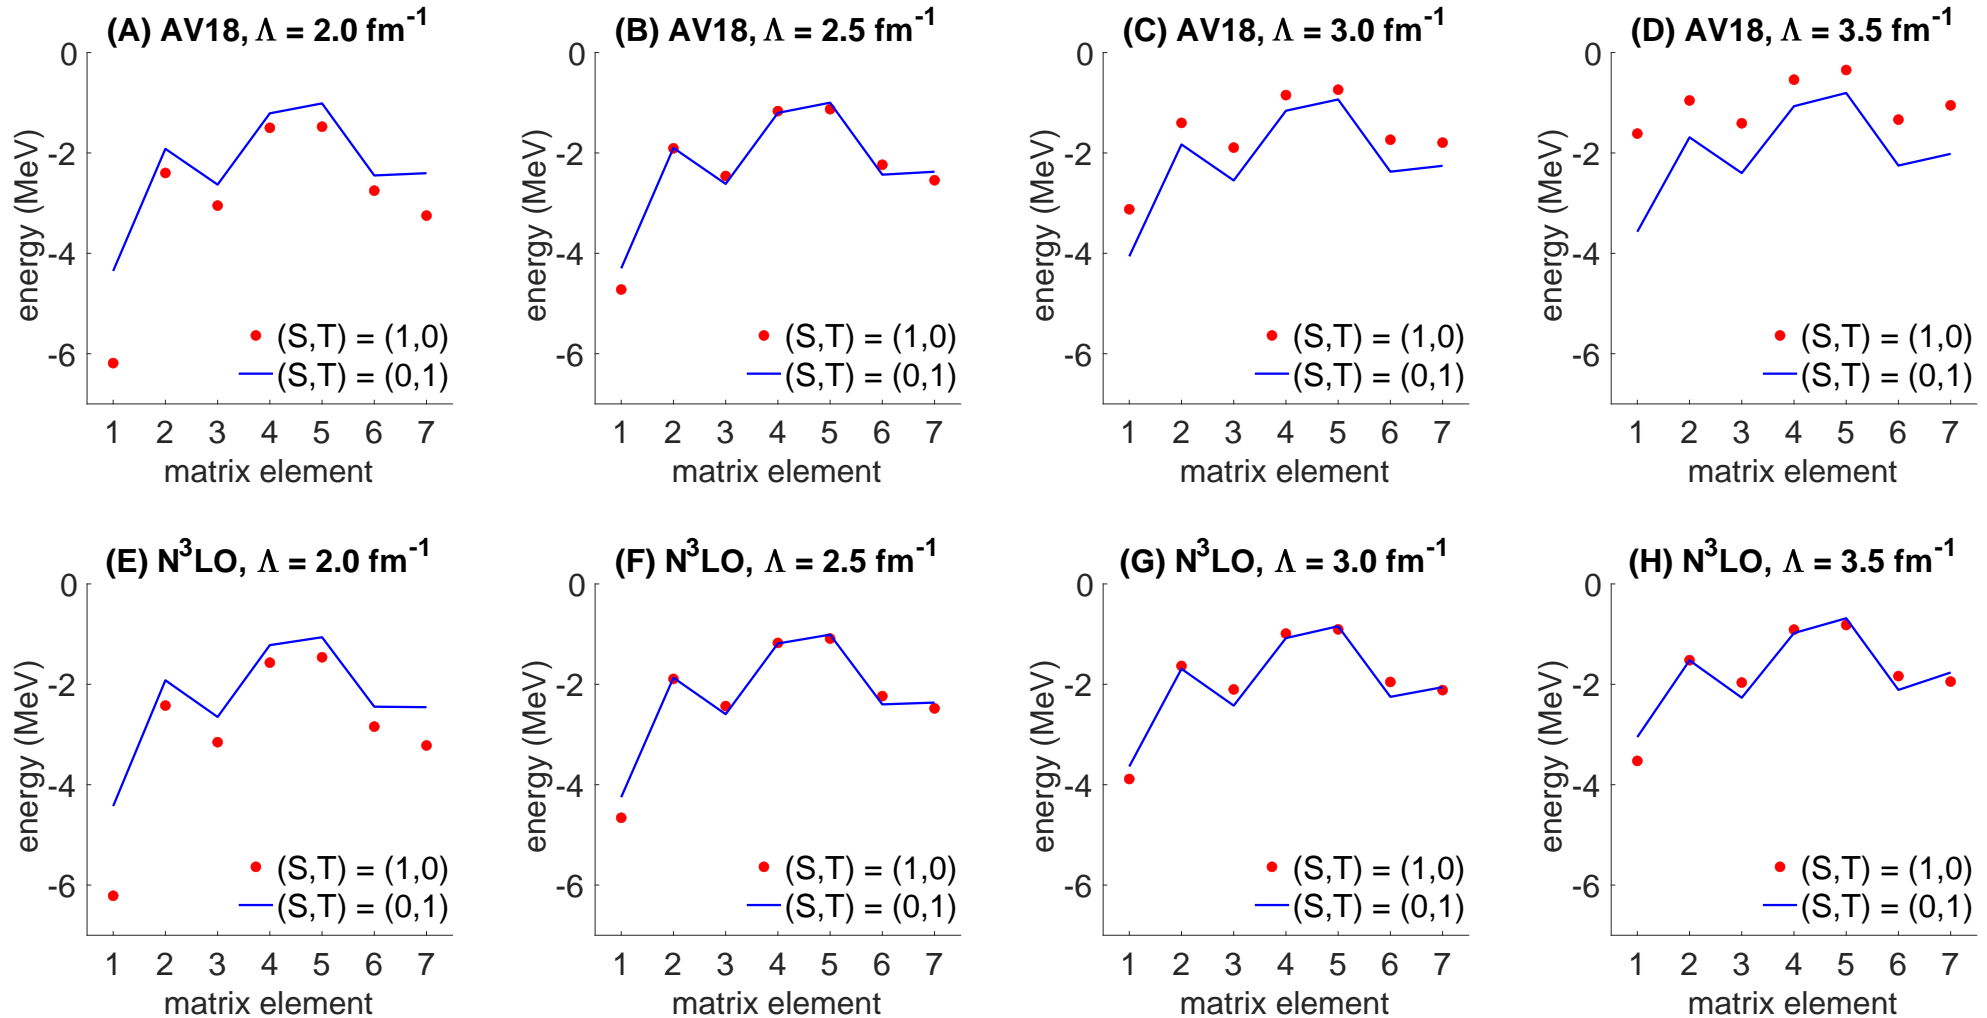 (A) AV18, Λ = 2.0 fm⁻¹
0
-2
-4
-6
energy (MeV)
(S,T) = (1,0)
(S,T) = (0,1)
1 2 3 4 5 6 7
matrix element
(B) AV18, Λ = 2.5 fm⁻¹
0
-2
-4
-6
energy (MeV)
(S,T) = (1,0)
(S,T) = (0,1)
1 2 3 4 5 6 7
matrix element
(C) AV18, Λ = 3.0 fm⁻¹
0
-2
-4
-6
energy (MeV)
(S,T) = (1,0)
(S,T) = (0,1)
1 2 3 4 5 6 7
matrix element
(D) AV18, Λ = 3.5 fm⁻¹
0
-2
-4
-6
energy (MeV)
(S,T) = (1,0)
(S,T) = (0,1)
1 2 3 4 5 6 7
matrix element
(E) N³LO, Λ = 2.0 fm⁻¹
0
-2
-4
-6
energy (MeV)
(S,T) = (1,0)
(S,T) = (0,1)
1 2 3 4 5 6 7
matrix element
(F) N³LO, Λ = 2.5 fm⁻¹
0
-2
-4
-6
energy (MeV)
(S,T) = (1,0)
(S,T) = (0,1)
1 2 3 4 5 6 7
matrix element
(G) N³LO, Λ = 3.0 fm⁻¹
0
-2
-4
-6
energy (MeV)
(S,T) = (1,0)
(S,T) = (0,1)
1 2 3 4 5 6 7
matrix element
(H) N³LO, Λ = 3.5 fm⁻¹
0
-2
-4
-6
energy (MeV)
(S,T) = (1,0)
(S,T) = (0,1)
1 2 3 4 5 6 7
matrix element